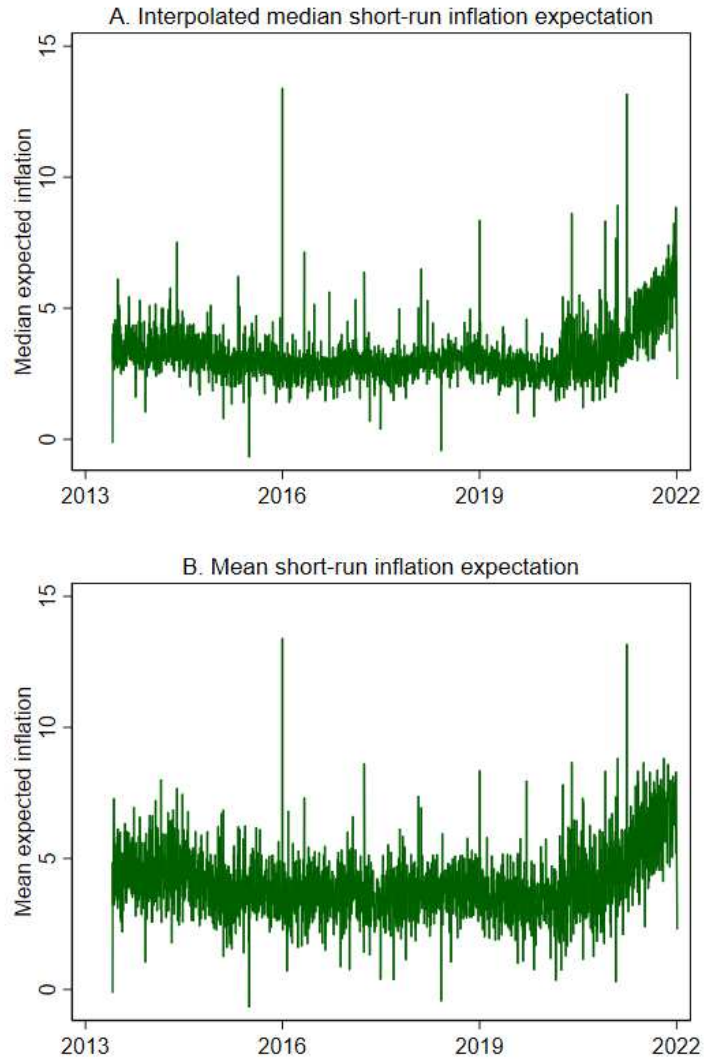 A. Interpolated median short-run inflation expectation
15
10
5
0
Median expected inflation
2013 2016 2019 2022
B. Mean short-run inflation expectation
15
10
5
0
Mean expected inflation
2013 2016 2019 2022